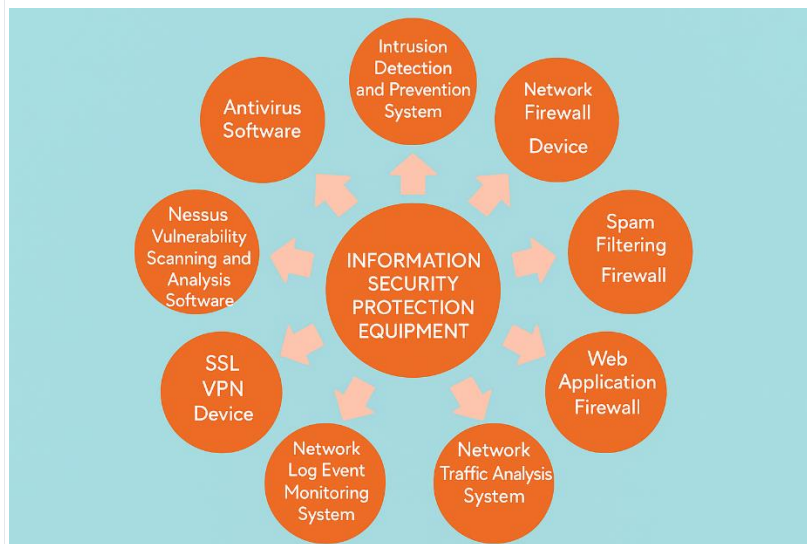 INFORMATION
SECURITY
PROTECTION
EQUIPMENT
Intrusion
Detection
and Prevention
System
Network
Firewall
Device
Spam
Filtering
Firewall
Web
Application
Firewall
Network
Traffic Analysis
System
Network
Log Event
Monitoring
System
SSL
VPN
Device
Nessus
Vulnerability
Scanning and
Analysis
Software
Antivirus
Software